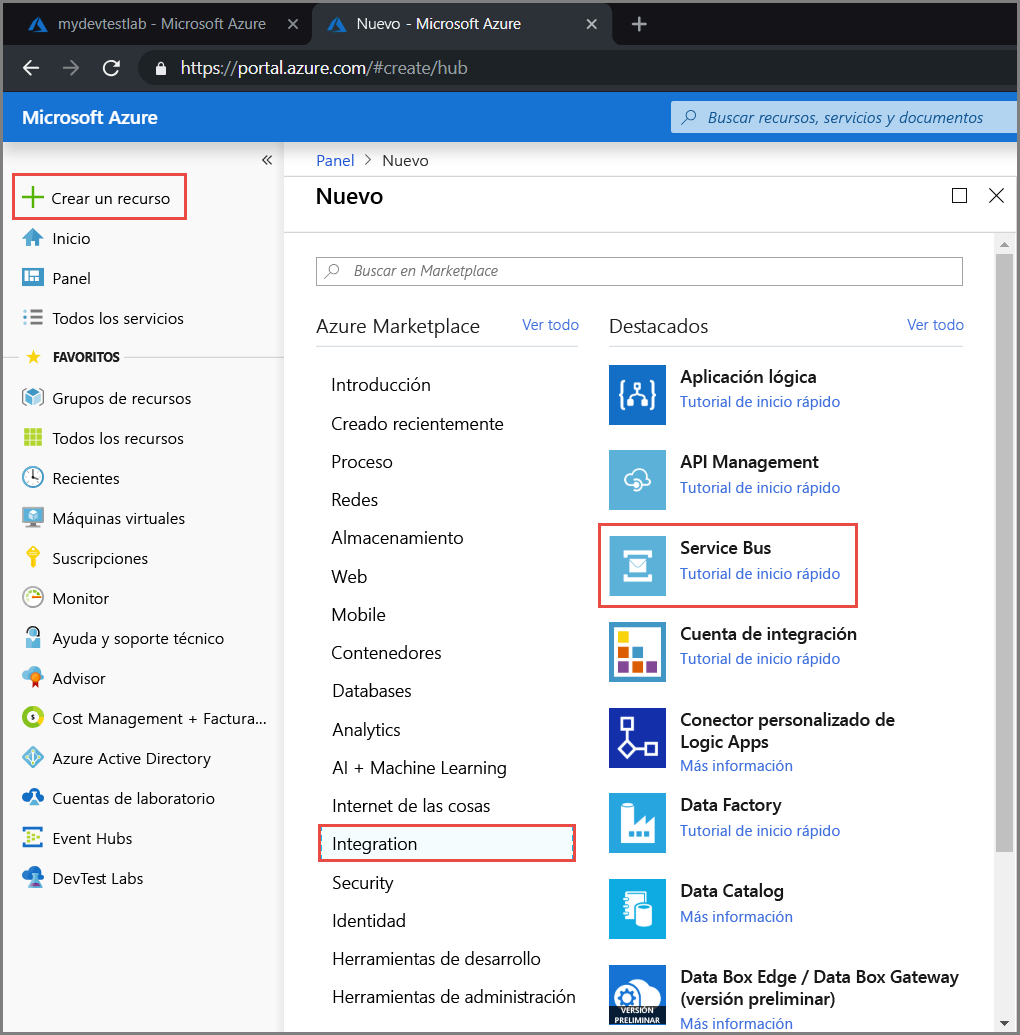 mydevtestlab - Microsoft Azure
Nuevo - Microsoft Azure
https://portal.azure.com/#create/hub
Microsoft Azure
Buscar recursos, servicios y documentos
Crear un recurso
Inicio
Panel
Todos los servicios
FAVORITOS
Grupos de recursos
Todos los recursos
Recientes
Máquinas virtuales
Suscripciones
Monitor
Ayuda y soporte técnico
Advisor
Cost Management + Factura...
Azure Active Directory
Cuentas de laboratorio
Event Hubs
DevTest Labs
Panel > Nuevo
Nuevo
Buscar en Marketplace
Azure Marketplace
Ver todo
Introducción
Creado recientemente
Proceso
Redes
Almacenamiento
Web
Mobile
Contenedores
Databases
Analytics
AI + Machine Learning
Internet de las cosas
Integration
Security
Identidad
Herramientas de desarrollo
Herramientas de administración
Destacados
Ver todo
Aplicación lógica
Tutorial de inicio rápido
API Management
Tutorial de inicio rápido
Service Bus
Tutorial de inicio rápido
Cuenta de integración
Tutorial de inicio rápido
Conector personalizado de
Logic Apps
Más información
Data Factory
Tutorial de inicio rápido
Data Catalog
Más información
VERSIÓN
PRELIMINAR
Data Box Edge / Data Box Gateway
(versión preliminar)
Más información